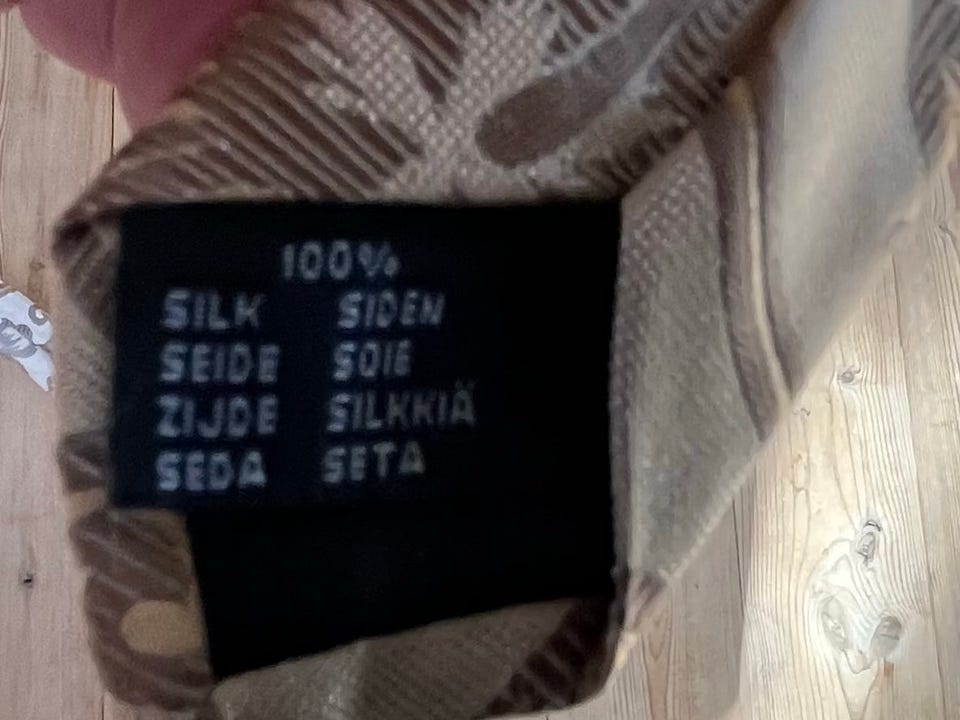 100%
SILK SIDEN
SEIDE SOIE
ZIJDE SILKKIÄ
SEDA SETA